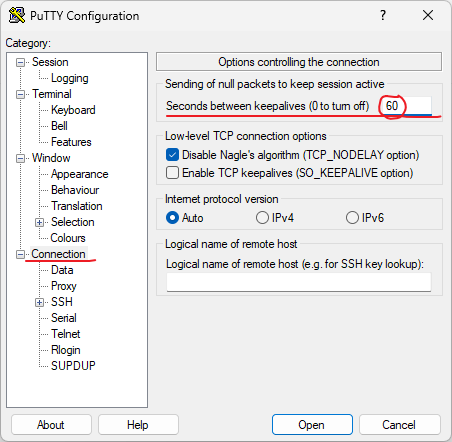 PuTTY Configuration
Category:
Session
Logging
Terminal
Keyboard
Bell
Features
Window
Appearance
Behaviour
Translation
Selection
Colours
Connection
Data
Proxy
SSH
Serial
Telnet
Rlogin
SUPDUP
Options controlling the connection
Sending of null packets to keep session active
Seconds between keepalives (0 to turn off) 60
Low-level TCP connection options
Disable Nagle's algorithm (TCP_NODELAY option)
Enable TCP keepalives (SO_KEEPALIVE option)
Internet protocol version
Auto IPv4 IPv6
Logical name of remote host
Logical name of remote host (e.g. for SSH key lookup):
About Help Open Cancel